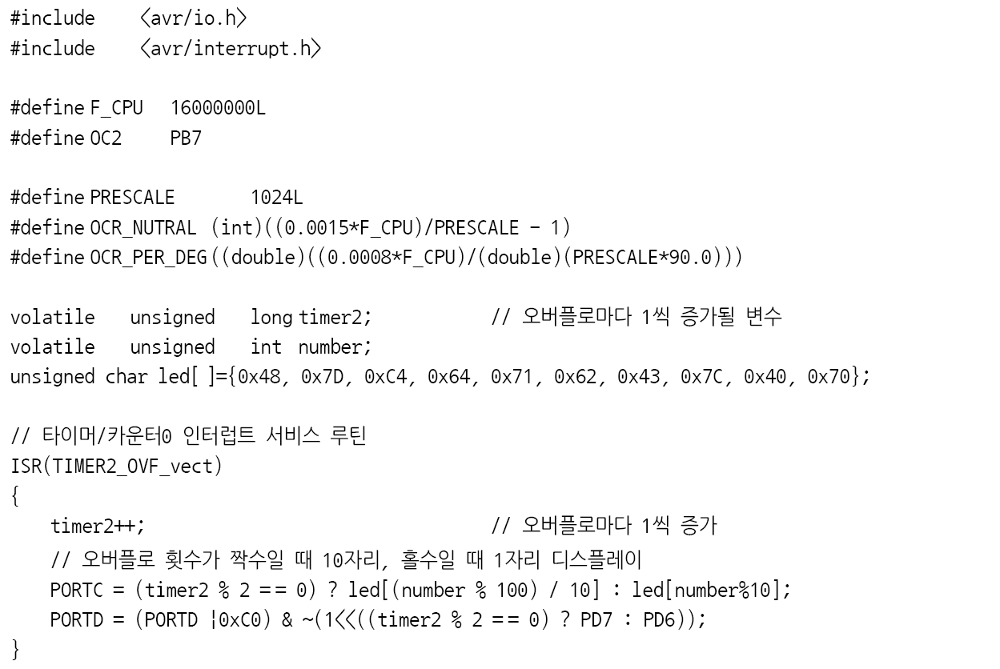 #include <avr/io.h>
#include <avr/interrupt.h>
#define F_CPU 16000000L
#define OC2 PB7
#define PRESCALE 1024L
#define OCR_NUTRAL (int)((0.0015*F_CPU)/PRESCALE - 1)
#define OCR_PER_DEG((double)((0.0008*F_CPU)/(double)(PRESCALE*90.0)))
volatile unsigned long timer2; // 오버플로마다 1씩 증가될 변수
volatile unsigned int number;
unsigned char led[ ]={0x48, 0x7D, 0xC4, 0x64, 0x71, 0x62, 0x43, 0x7C, 0x40, 0x70};
// 타이머/카운터0 인터럽트 서비스 루틴
ISR(TIMER2_OVF_vect)
{
timer2++; // 오버플로마다 1씩 증가
// 오버플로 횟수가 짝수일 때 10자리, 홀수일 때 1자리 디스플레이
PORTC = (timer2 % 2 == 0) ? led[(number % 100) / 10] : led[number%10];
PORTD = (PORTD |0xC0) & ~(1<<((timer2 % 2 == 0) ? PD7 : PD6));
}